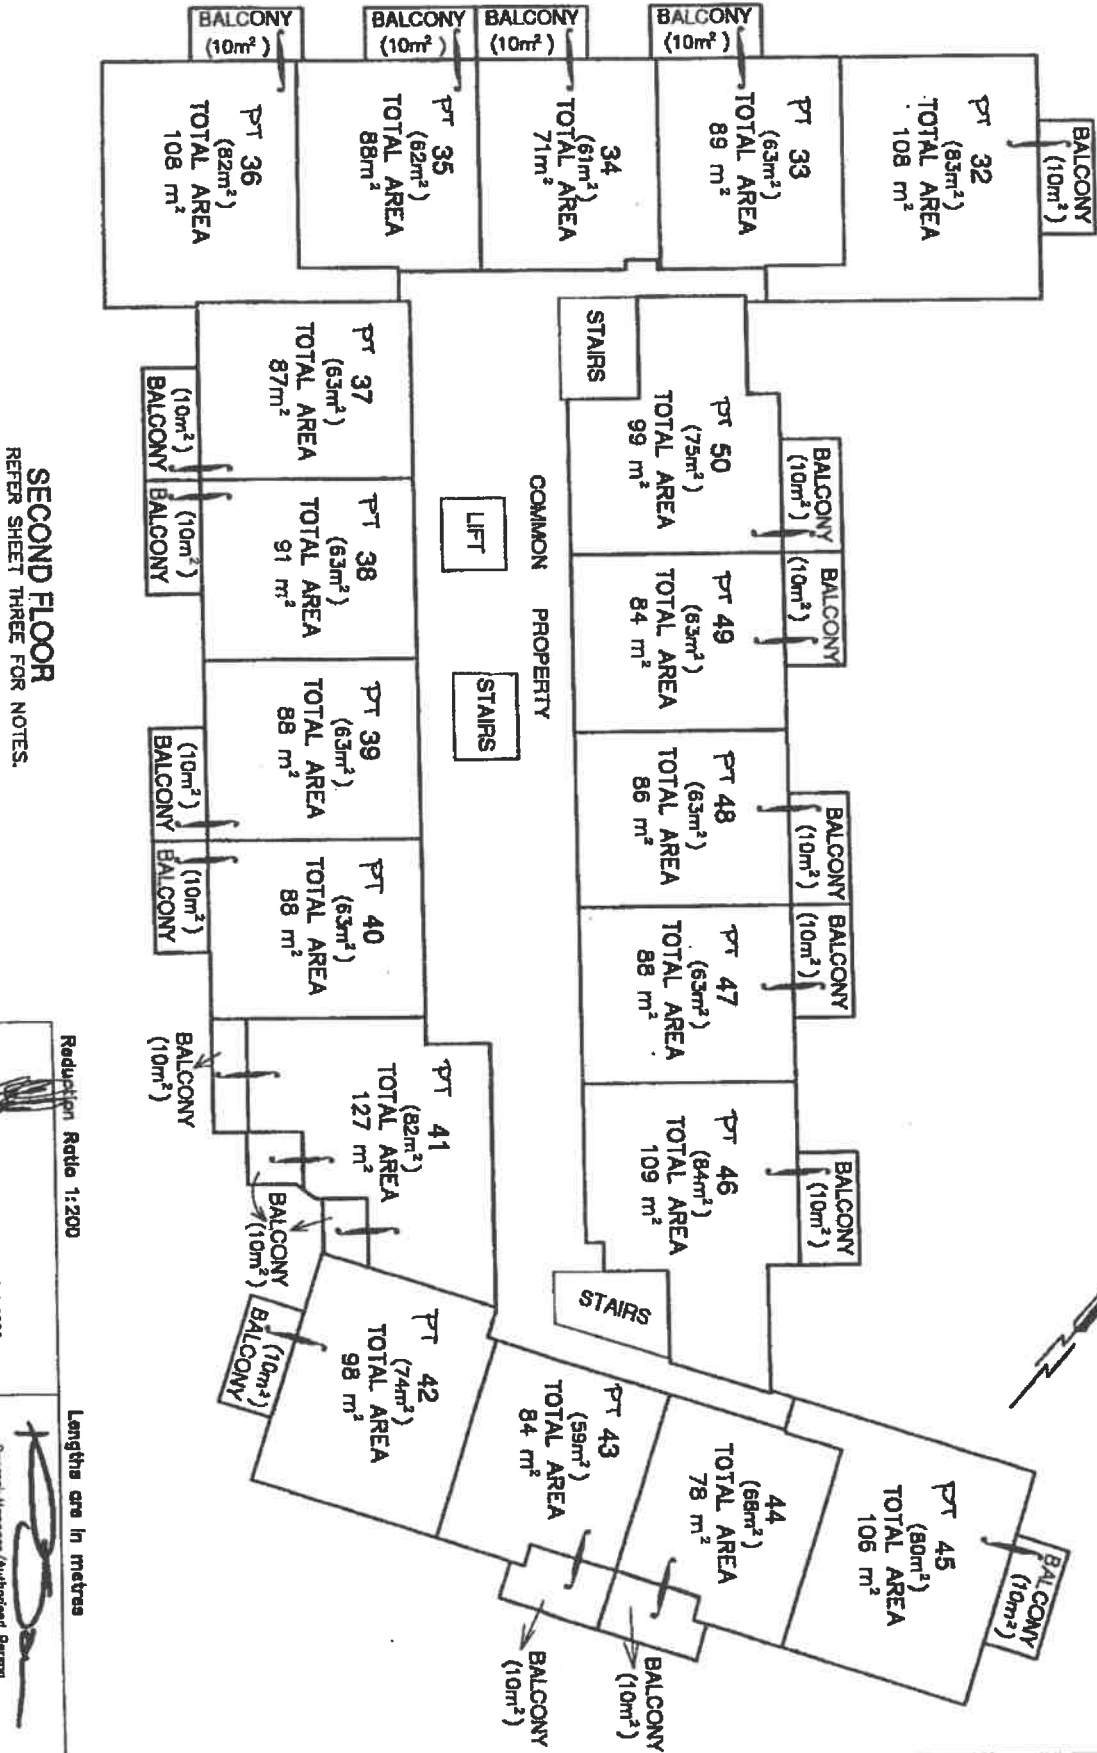 BALCONY
(10m²)
BALCONY
(10m²)
BALCONY
(10m²)
BALCONY
(10m²)
BALCONY
(10m²)
PT 36
(82m²)
TOTAL AREA
108 m²
PT 35
(62m²)
TOTAL AREA
88m²
34
(61m²)
TOTAL AREA
71m²
PT 33
(63m²)
TOTAL AREA
89 m²
PT 32
(83m²)
TOTAL AREA
108 m²
STAIRS
PT 37
(63m²)
TOTAL AREA
87m²
(10m²)
BALCONY
PT 38
(63m²)
TOTAL AREA
91 m²
(10m²)
BALCONY
PT 39
(63m²)
TOTAL AREA
88 m²
(10m²)
BALCONY
PT 40
(63m²)
TOTAL AREA
88 m²
(10m²)
BALCONY
LIFT
COMMON PROPERTY
STAIRS
PT 50
(75m²)
TOTAL AREA
99 m²
BALCONY
(10m²)
PT 49
(63m²)
TOTAL AREA
84 m²
BALCONY
(10m²)
PT 48
(63m²)
TOTAL AREA
86 m²
BALCONY
(10m²)
PT 47
(63m²)
TOTAL AREA
88 m²
BALCONY
(10m²)
PT 46
(84m²)
TOTAL AREA
109 m²
BALCONY
(10m²)
PT 41
(82m²)
TOTAL AREA
127 m²
BALCONY
(10m²)
BALCONY
(10m²)
STAIRS
PT 42
(74m²)
TOTAL AREA
98 m²
(10m²)
BALCONY
PT 43
(59m²)
TOTAL AREA
84 m²
BALCONY
(10m²)
44
(68m²)
TOTAL AREA
78 m²
BALCONY
(10m²)
PT 45
(80m²)
TOTAL AREA
106 m²
BALCONY
(10m²)
SECOND FLOOR
REFER SHEET THREE FOR NOTES.
Reduction Ratio 1:200
Lengths are in metres